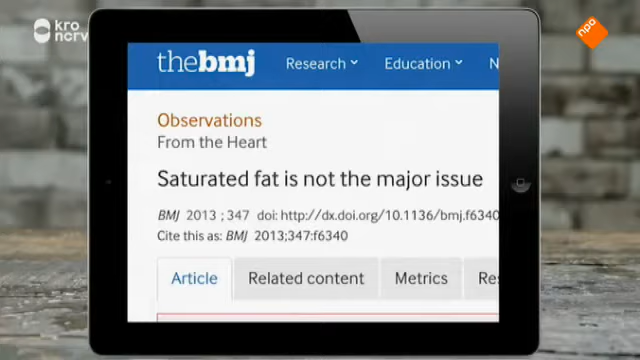 kro
ncrv
npo
thebmj
Research
Education
N
Observations
From the Heart
Saturated fat is not the major issue
BMJ 2013 ; 347 doi: http://dx.doi.org/10.1136/bmj.f6340
Cite this as: BMJ 2013;347:f6340
Article
Related content
Metrics
Res